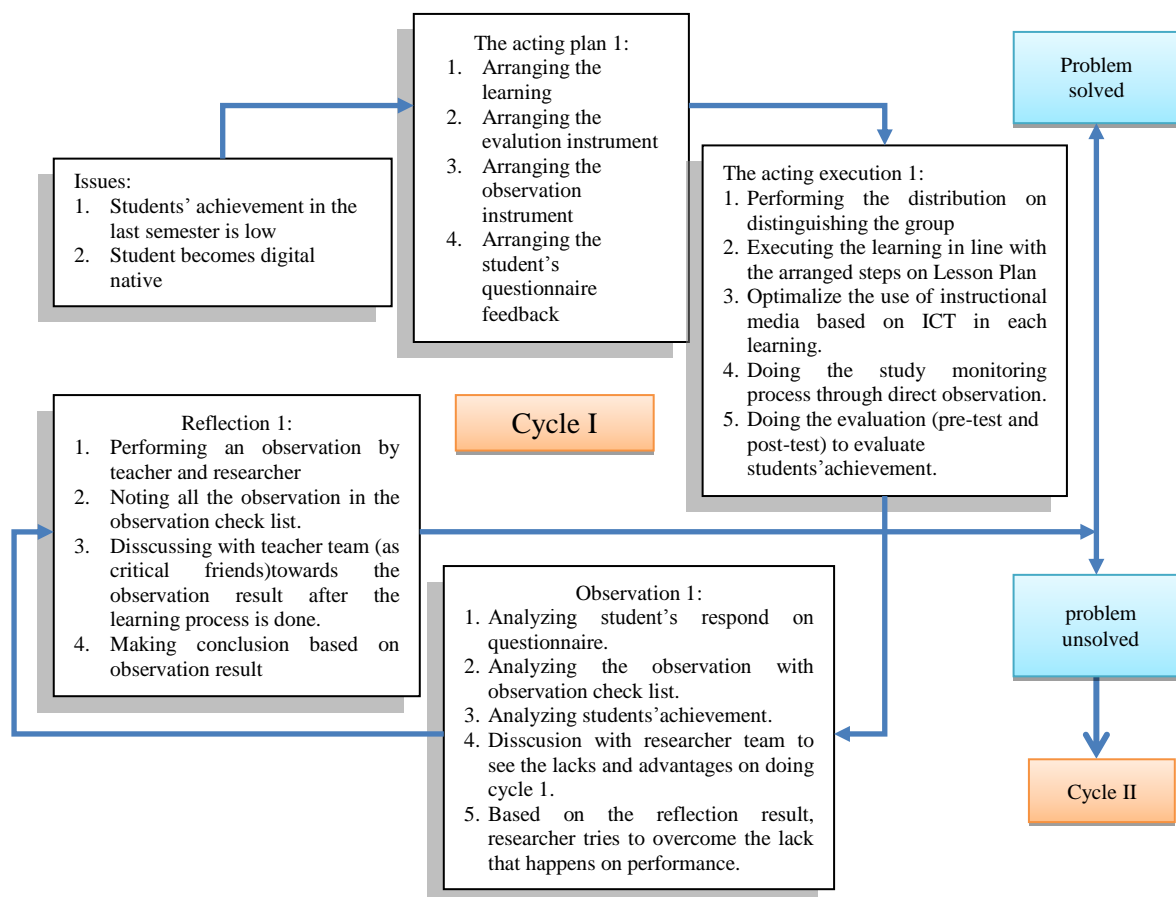 Issues:
1. Students’ achievement in the
last semester is low
2. Student becomes digital
native
The acting plan 1:
1. Arranging the
learning
2. Arranging the
evalution instrument
3. Arranging the
observation
instrument
4. Arranging the
student’s
questionnaire
feedback
The acting execution 1:
1. Performing the distribution on
distinguishing the group
2. Executing the learning in line with
the arranged steps on Lesson Plan
3. Optimalize the use of instructional
media based on ICT in each
learning.
4. Doing the study monitoring
process through direct observation.
5. Doing the evaluation (pre-test and
post-test) to evaluate
students’achievement.
Problem
solved
Cycle I
Reflection 1:
1. Performing an observation by
teacher and researcher
2. Noting all the observation in the
observation check list.
3. Disscussing with teacher team (as
critical friends)towards the
observation result after the
learning process is done.
4. Making conclusion based on
observation result
Observation 1:
1. Analyzing student’s respond on
questionnaire.
2. Analyzing the observation with
observation check list.
3. Analyzing students’achievement.
4. Disscusion with researcher team to
see the lacks and advantages on doing
cycle 1.
5. Based on the reflection result,
researcher tries to overcome the lack
that happens on performance.
problem
unsolved
Cycle II